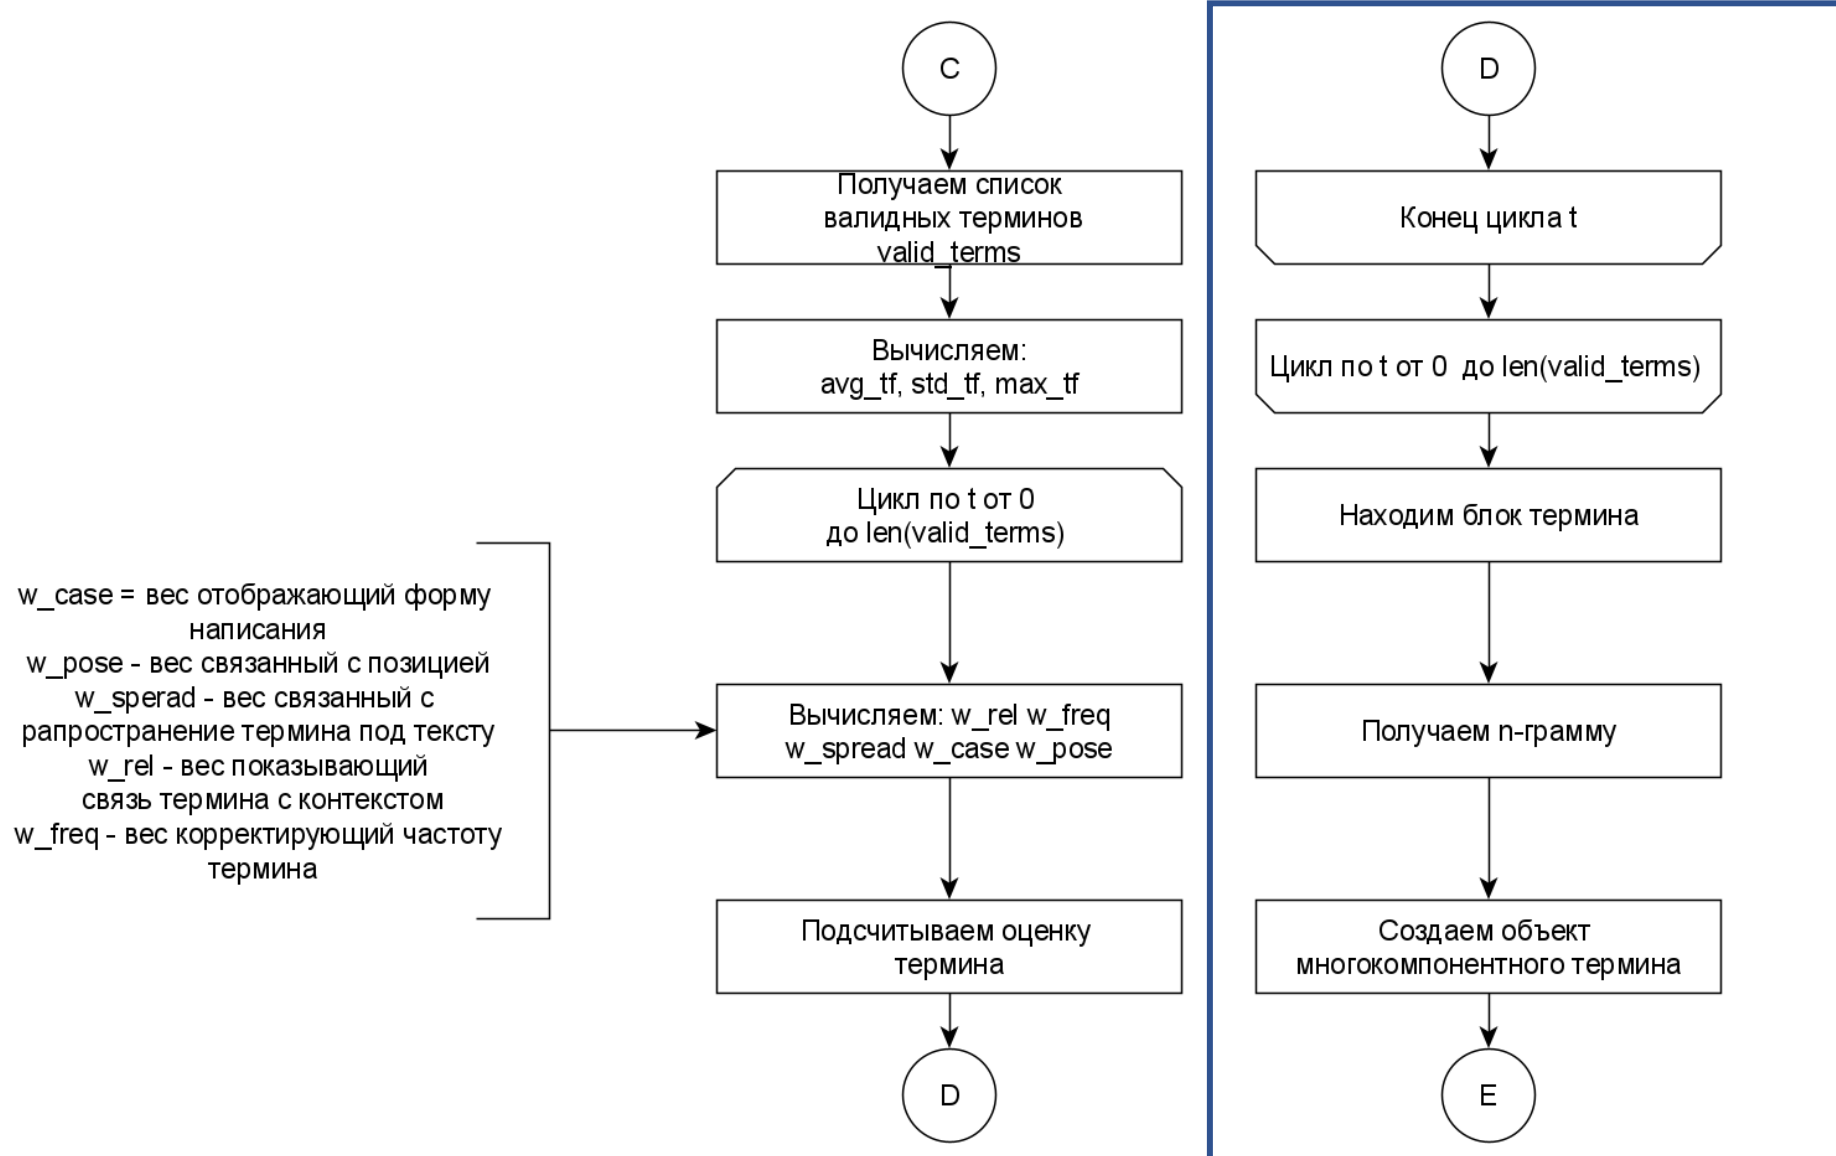 C
Получаем список
валидных терминов
valid_terms
Вычисляем:
avg_tf, std_tf, max_tf
Цикл по t от 0
до len(valid_terms)
w_case = вес отображающий форму
написания
w_pose - вес связанный с позицией
w_sperad - вес связанный с
рапространение термина под тексту
w_rel - вес показывающий
связь термина с контекстом
w_freq - вес корректирующий частоту
термина
Вычисляем: w_rel w_freq
w_spread w_case w_pose
Подсчитываем оценку
термина
D
D
Конец цикла t
Цикл по t от 0 до len(valid_terms)
Находим блок термина
Получаем n-грамму
Создаем объект
многокомпонентного термина
E